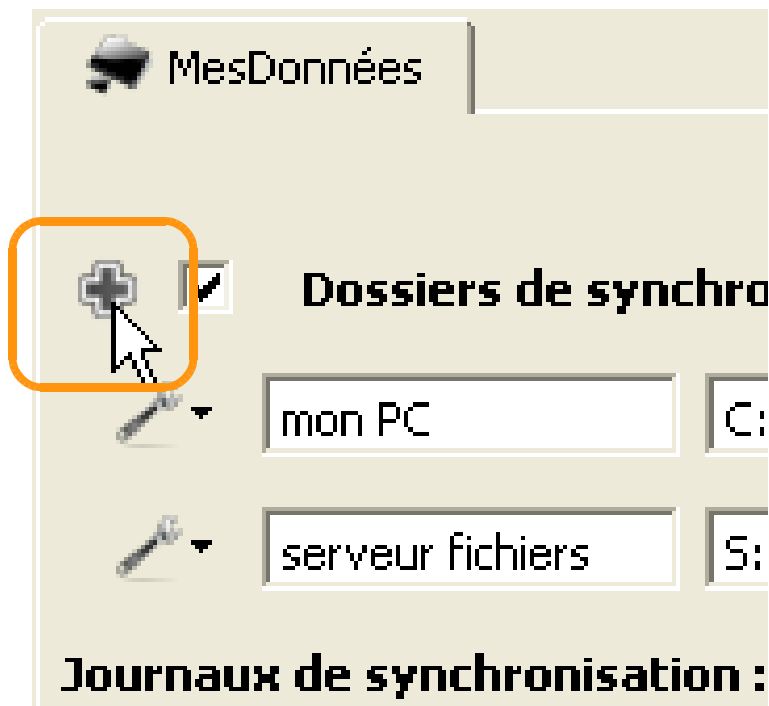 MesDonnées
Dossiers de synchro
mon PC C:
serveur fichiers S:
Journaux de synchronisation :